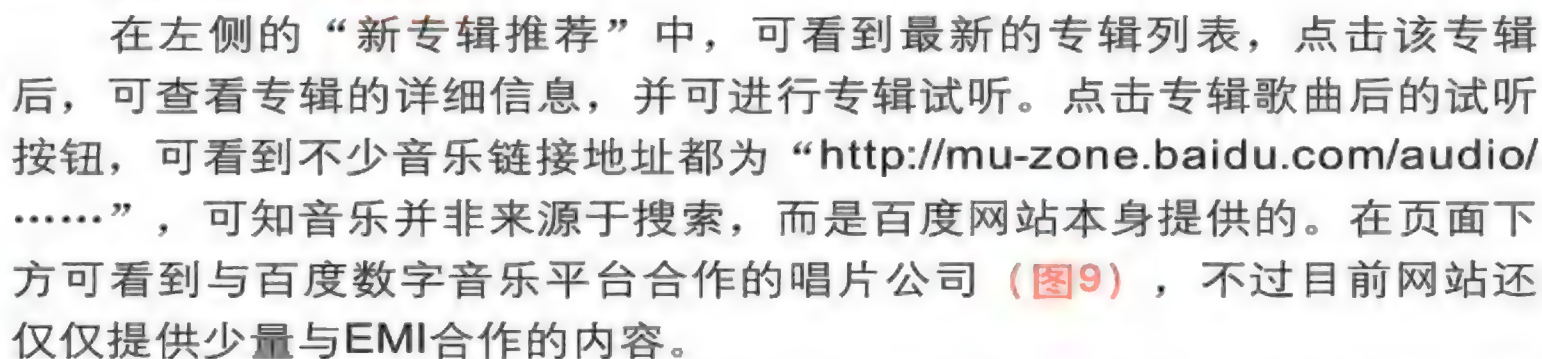 在左侧的“新专辑推荐”中，可看到最新的专辑列表，点击该专辑
后，可查看专辑的详细信息，并可进行专辑试听。点击专辑歌曲后的试听
按钮，可看到不少音乐链接地址都为“http://mu-zone.baidu.com/audio/
……”，可知音乐并非来源于搜索，而是百度网站本身提供的。在页面下
方可看到与百度数字音乐平台合作的唱片公司（图9），不过目前网站还
仅仅提供少量与EMI合作的内容。